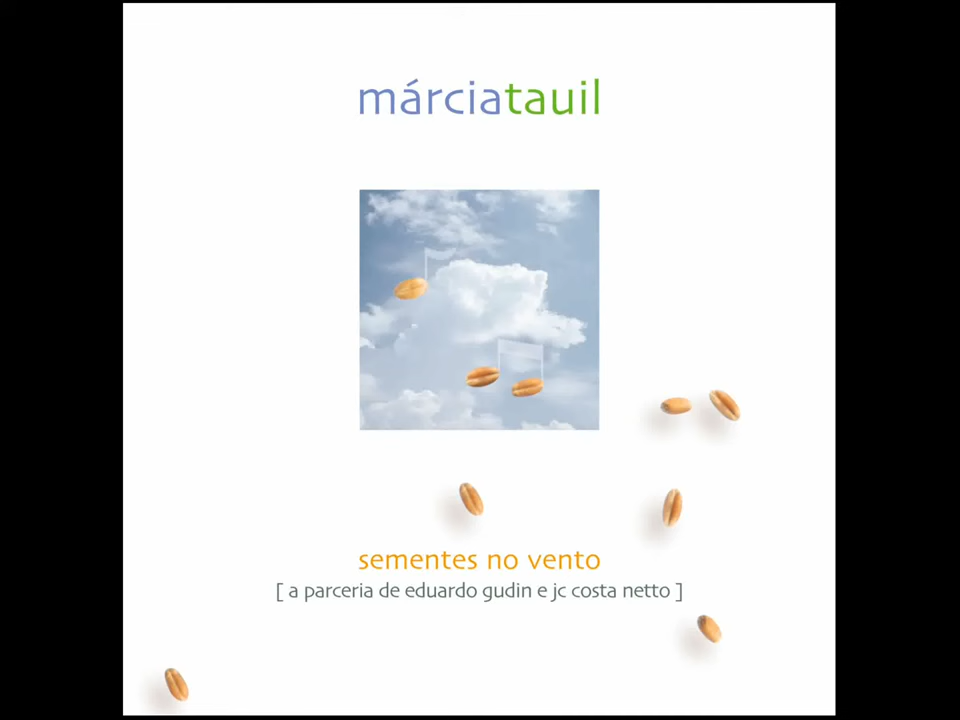 márciatauil
sementes no vento
[ a parceria de eduardo gudin e jc costa netto ]